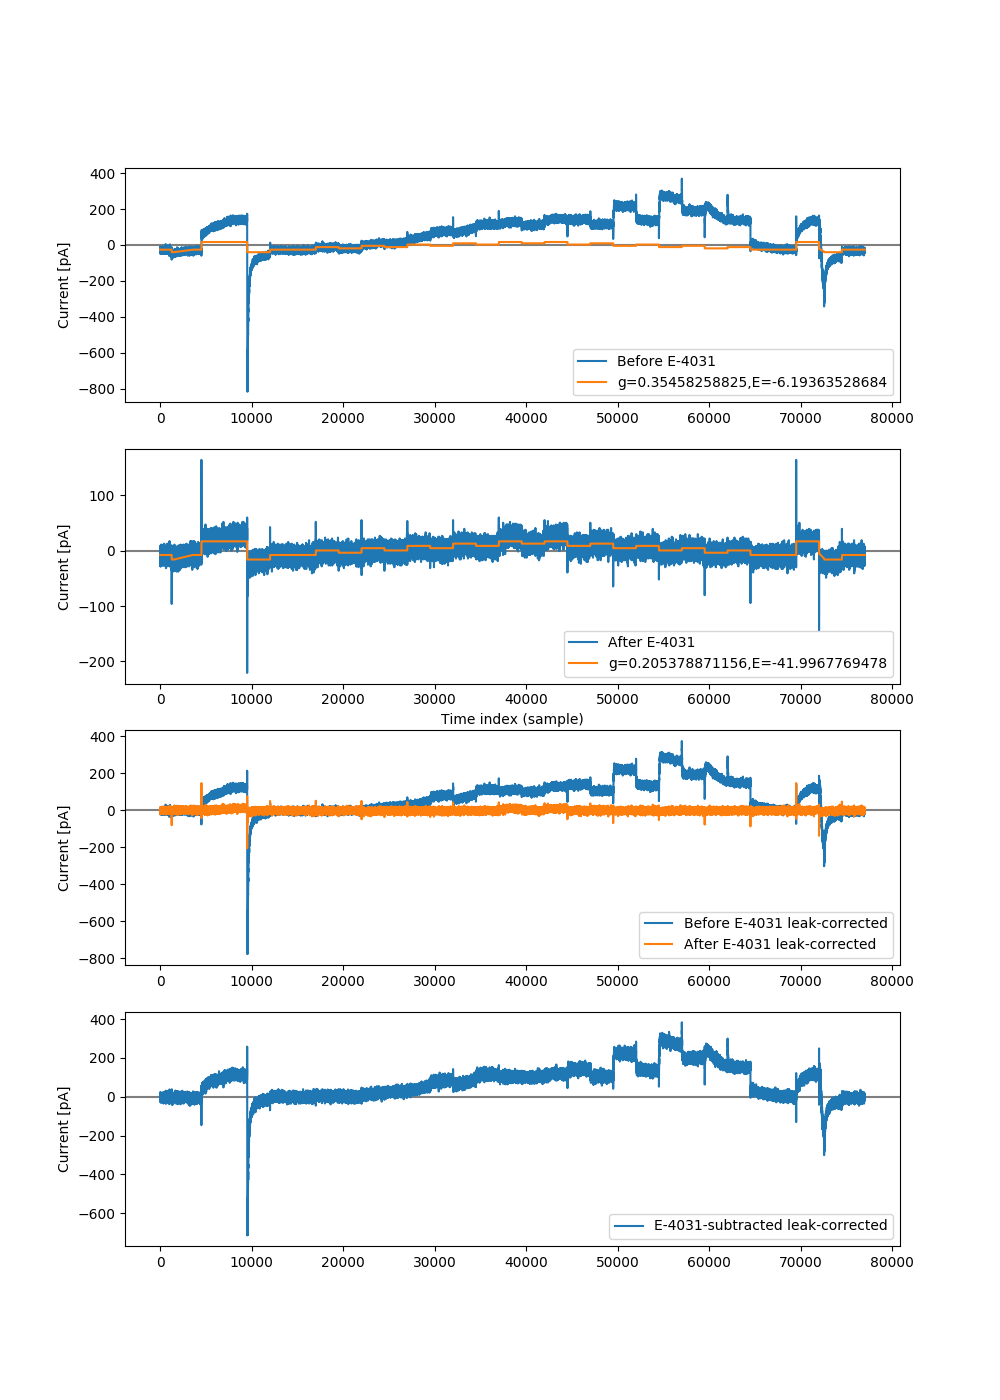 400
200
0
−200
−400
−600
−800
Current [pA]
Before E-4031
g=0.35458258825,E=-6.19363528684
0 10000 20000 30000 40000 50000 60000 70000 80000
100
0
−100
−200
Current [pA]
After E-4031
g=0.205378871156,E=-41.9967769478
0 10000 20000 30000 40000 50000 60000 70000 80000
Time index (sample)
400
200
0
−200
−400
−600
−800
Current [pA]
Before E-4031 leak-corrected
After E-4031 leak-corrected
0 10000 20000 30000 40000 50000 60000 70000 80000
400
200
0
−200
−400
−600
Current [pA]
E-4031-subtracted leak-corrected
0 10000 20000 30000 40000 50000 60000 70000 80000